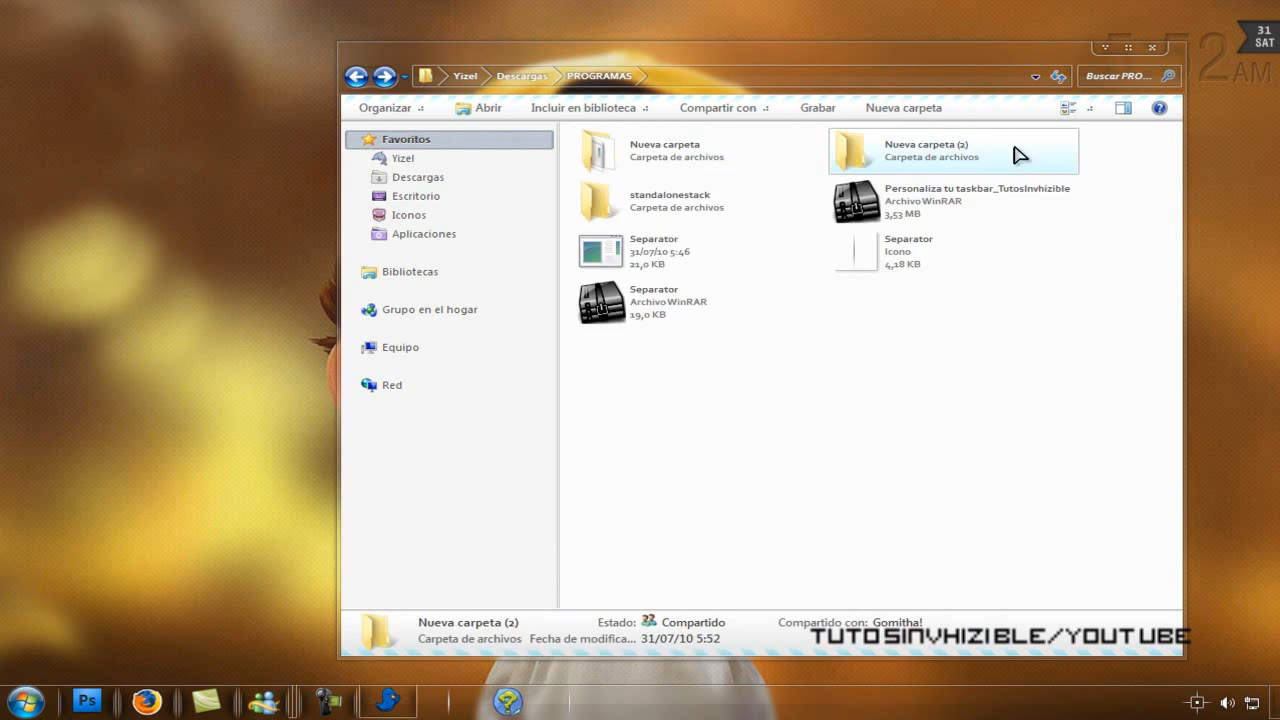 31
SAT
52
AM
Yizel
Descargas
PROGRAMAS
Buscar PRO...
Organizar
Abrir
Incluir en biblioteca
Compartir con
Grabar
Nueva carpeta
Favoritos
Yizel
Descargas
Escritorio
Iconos
Aplicaciones
Bibliotecas
Grupo en el hogar
Equipo
Red
Nueva carpeta
Carpeta de archivos
Nueva carpeta (2)
Carpeta de archivos
standalonestack
Carpeta de archivos
Personaliza tu taskbar_TutosInvhizible
Archivo WinRAR
3,53 MB
Separator
31/07/10 5:46
21,0 KB
Separator
Icono
4,18 KB
Separator
Archivo WinRAR
19,0 KB
Nueva carpeta (2)
Estado: Compartido
Compartido con: Gomitha!
Carpeta de archivos
Fecha de modifica... 31/07/10 5:52
TUTOSINVHIZIBLE/YOUTUBE
Ps